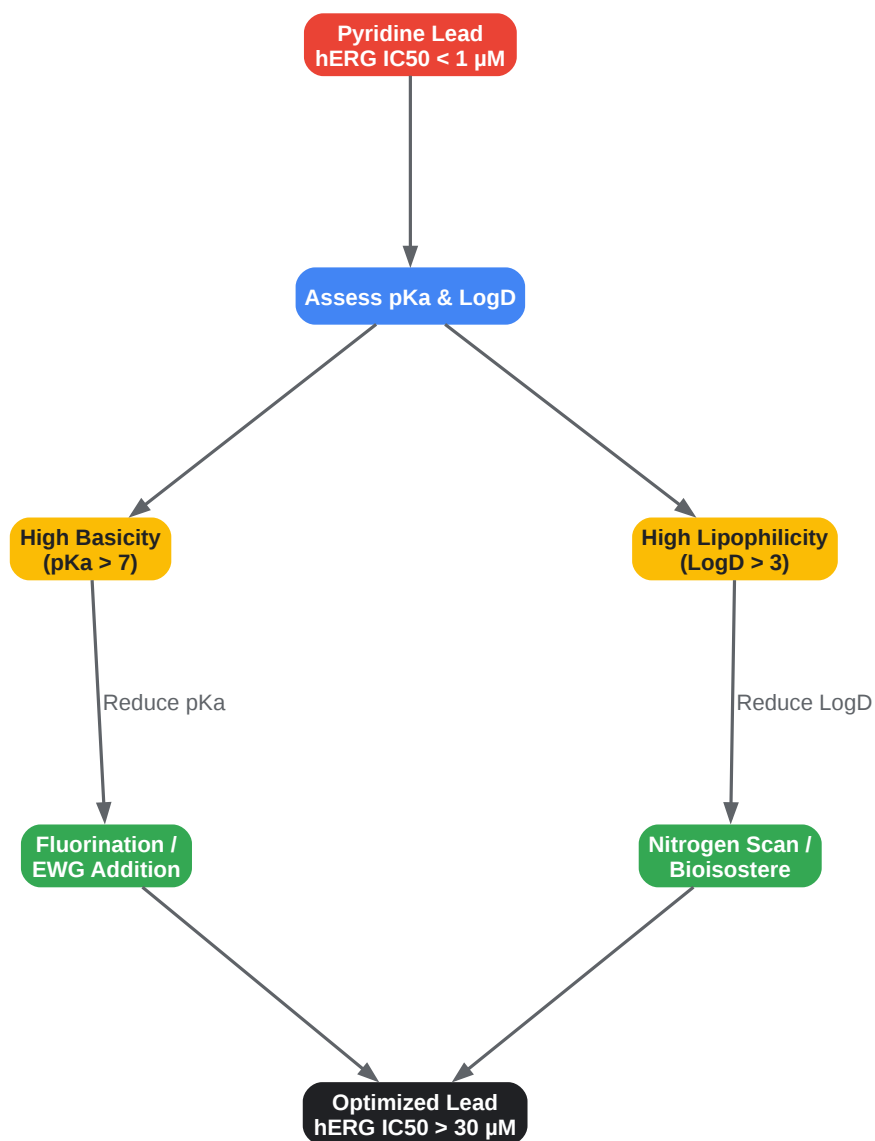 Pyridine Lead
hERG IC50 < 1 µM
Assess pKa & LogD
High Basicity
(pKa > 7)
High Lipophilicity
(LogD > 3)
Reduce pKa
Reduce LogD
Fluorination /
EWG Addition
Nitrogen Scan /
Bioisostere
Optimized Lead
hERG IC50 > 30 µM